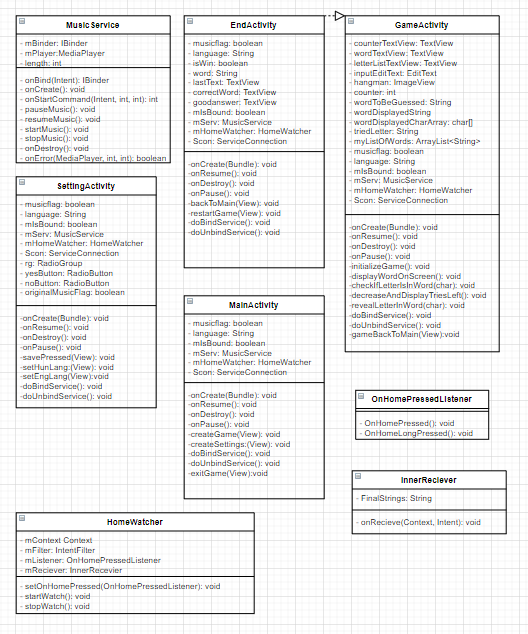 MusicService
- mBinder: IBinder
- mPlayer:MediaPlayer
- length: int
- onBind(Intent): IBinder
- onCreate(): void
- onStartCommand(Intent, int, int): int
- pauseMusic(): void
- resumeMusic(): void
- startMusic(): void
- stopMusic(): void
- onDestroy(): void
- onError(MediaPlayer, int, int): boolean
EndActivity
- musicflag: boolean
- language: String
- isWin: boolean
- word: String
- lastText: TextView
- correctWord: TextView
- goodanswer: TextView
- mIsBound: boolean
- mServ: MusicService
- mHomeWatcher: HomeWatcher
- Scon: ServiceConnection
-onCreate(Bundle): void
-onResume(): void
-onDestroy(): void
-onPause(): void
-backToMain(View): void
-restartGame(View): void
-doBindService(): void
-doUnbindService(): void
GameActivity
- counterTextView: TextView
- wordTextView: TextView
- letterListTextView: TextView
- inputEditText: EditText
- hangman: ImageView
- counter: int
- wordToBeGuessed: String
- wordDisplayedString
- wordDisplayedCharArray: char[]
- triedLetter: String
- myListOfWords: ArrayList<String>
- musicflag: boolean
- language: String
- mIsBound: boolean
- mServ: MusicService
- mHomeWatcher: HomeWatcher
- Scon: ServiceConnection
-onCreate(Bundle): void
-onResume(): void
-onDestroy(): void
-onPause(): void
-initializeGame(): void
-displayWordOnScreen(): void
-checkIfLetterIsInWord(char): void
-decreaseAndDisplayTriesLeft(): void
-revealLetterInWord(char): void
-doBindService(): void
-doUnbindService(): void
-gameBackToMain(View):void
SettingActivity
- musicflag: boolean
- language: String
- mIsBound: boolean
- mServ: MusicService
- mHomeWatcher: HomeWatcher
- Scon: ServiceConnection
- rg: RadioGroup
- yesButton: RadioButton
- noButton: RadioButton
- originalMusicFlag: boolean
-onCreate(Bundle): void
-onResume(): void
-onDestroy(): void
-onPause(): void
-savePressed(View): void
-setHunLang:(View): void
-setEngLang(View):void
-doBindService(): void
-doUnbindService(): void
MainActivity
- musicflag: boolean
- language: String
- mIsBound: boolean
- mServ: MusicService
- mHomeWatcher: HomeWatcher
- Scon: ServiceConnection
-onCreate(Bundle): void
-onResume(): void
-onDestroy(): void
-onPause(): void
-createGame(View): void
-createSettings:(View): void
-doBindService(): void
-doUnbindService(): void
-exitGame(View):void
OnHomePressedListener
- OnHomePressed(): void
- OnHomeLongPressed(): void
InnerReciever
- FinalStrings: String
- onRecieve(Context, Intent): void
HomeWatcher
- mContext Context
- mFilter: IntentFilter
- mListener: OnHomePressedListener
- mReciever: InnerRecevier
- setOnHomePressed(OnHomePressedListener): void
- startWatch(): void
- stopWatch(): void